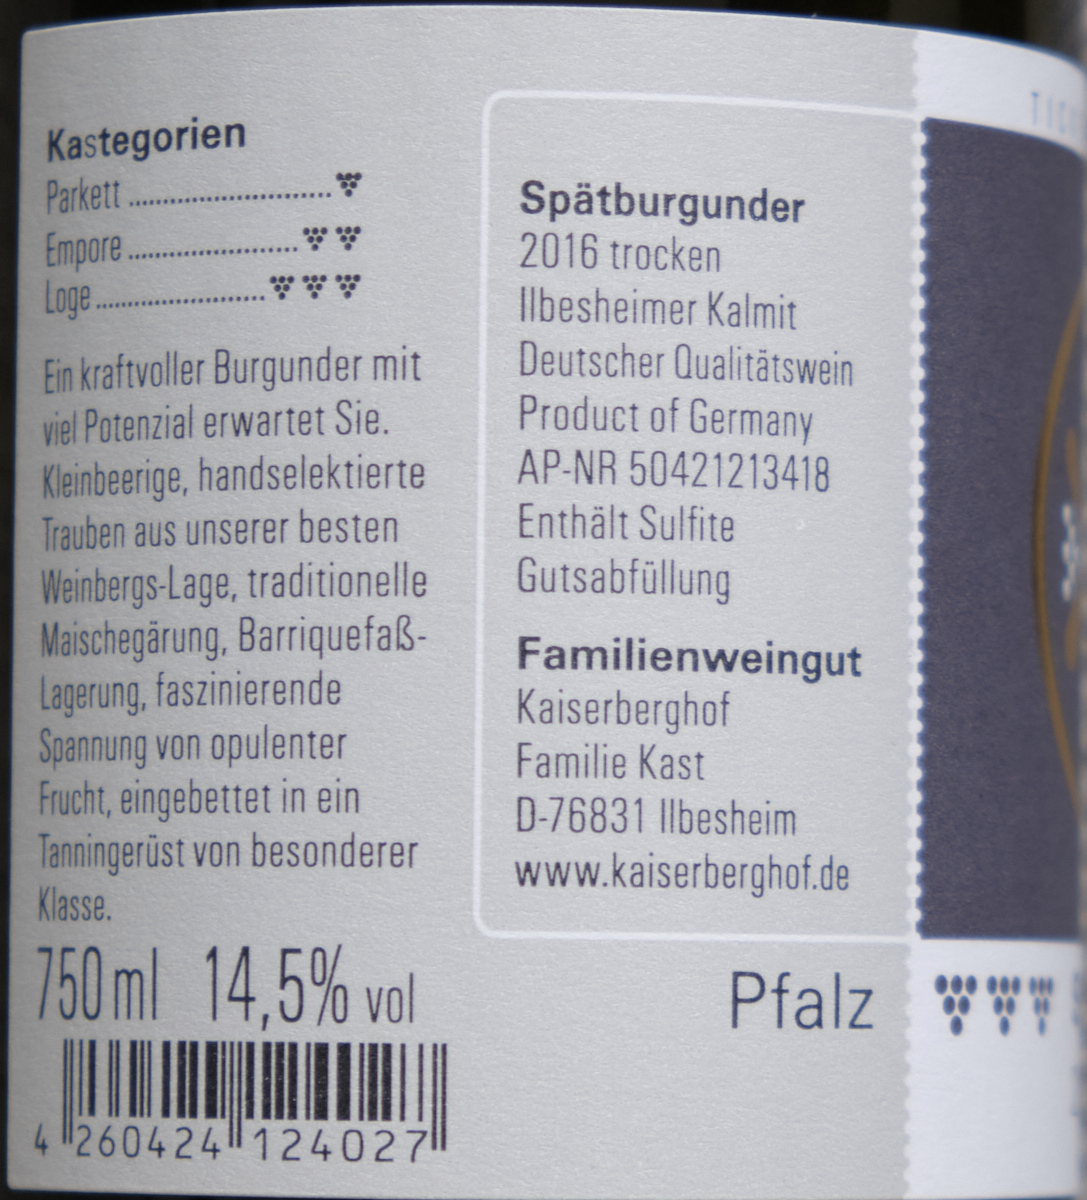 Kastegorien
Parkett
Empore
Loge
Ein kraftvoller Burgunder mit
viel Potenzial erwartet Sie.
Kleinbeerige, handselektierte
Trauben aus unserer besten
Weinbergs-Lage, traditionelle
Maischegärung, Barriquefaß-
Lagerung, faszinierende
Spannung von opulenter
Frucht, eingebettet in ein
Tanningerüst von besonderer
Klasse.
750 ml 14,5% vol
4 260424 124027
Spätburgunder
2016 trocken
Ilbesheimer Kalmit
Deutscher Qualitätswein
Product of Germany
AP-NR 50421213418
Enthält Sulfite
Gutsabfüllung
Familienweingut
Kaiserberghof
Familie Kast
D-76831 Ilbesheim
www.kaiserberghof.de
Pfalz